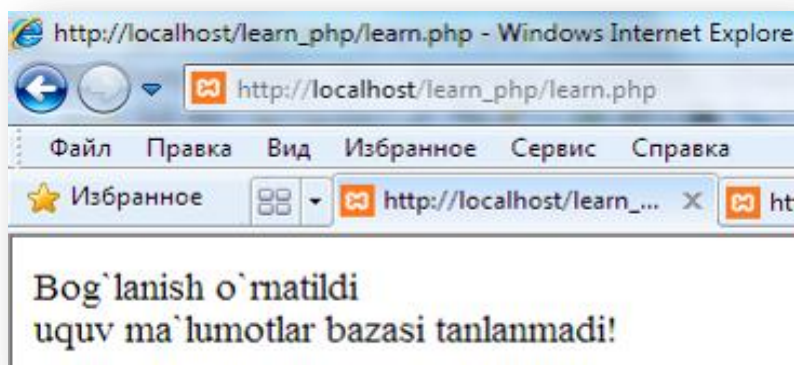 http://localhost/learn_php/learn.php - Windows Internet Explore
http://localhost/learn_php/learn.php
Файл Правка Вид Избранное Сервис Справка
Избранное http://localhost/learn_... ht
Bog`lanish o`rnatildi
uquv ma`lumotlar bazasi tanlanmadi!